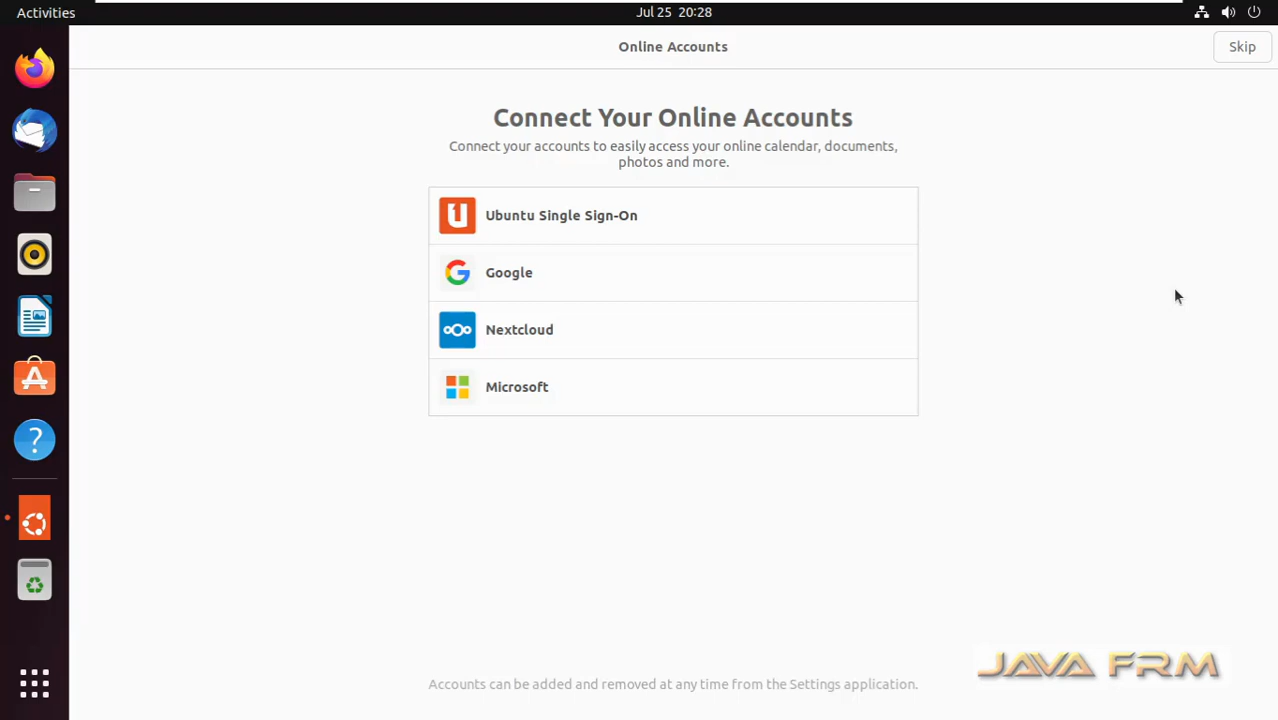 Activities
Jul 25 20:28
Online Accounts
Skip
Connect Your Online Accounts
Connect your accounts to easily access your online calendar, documents,
photos and more.
Ubuntu Single Sign-On
Google
Nextcloud
Microsoft
Accounts can be added and removed at any time from the Settings application.
JAVA FRM